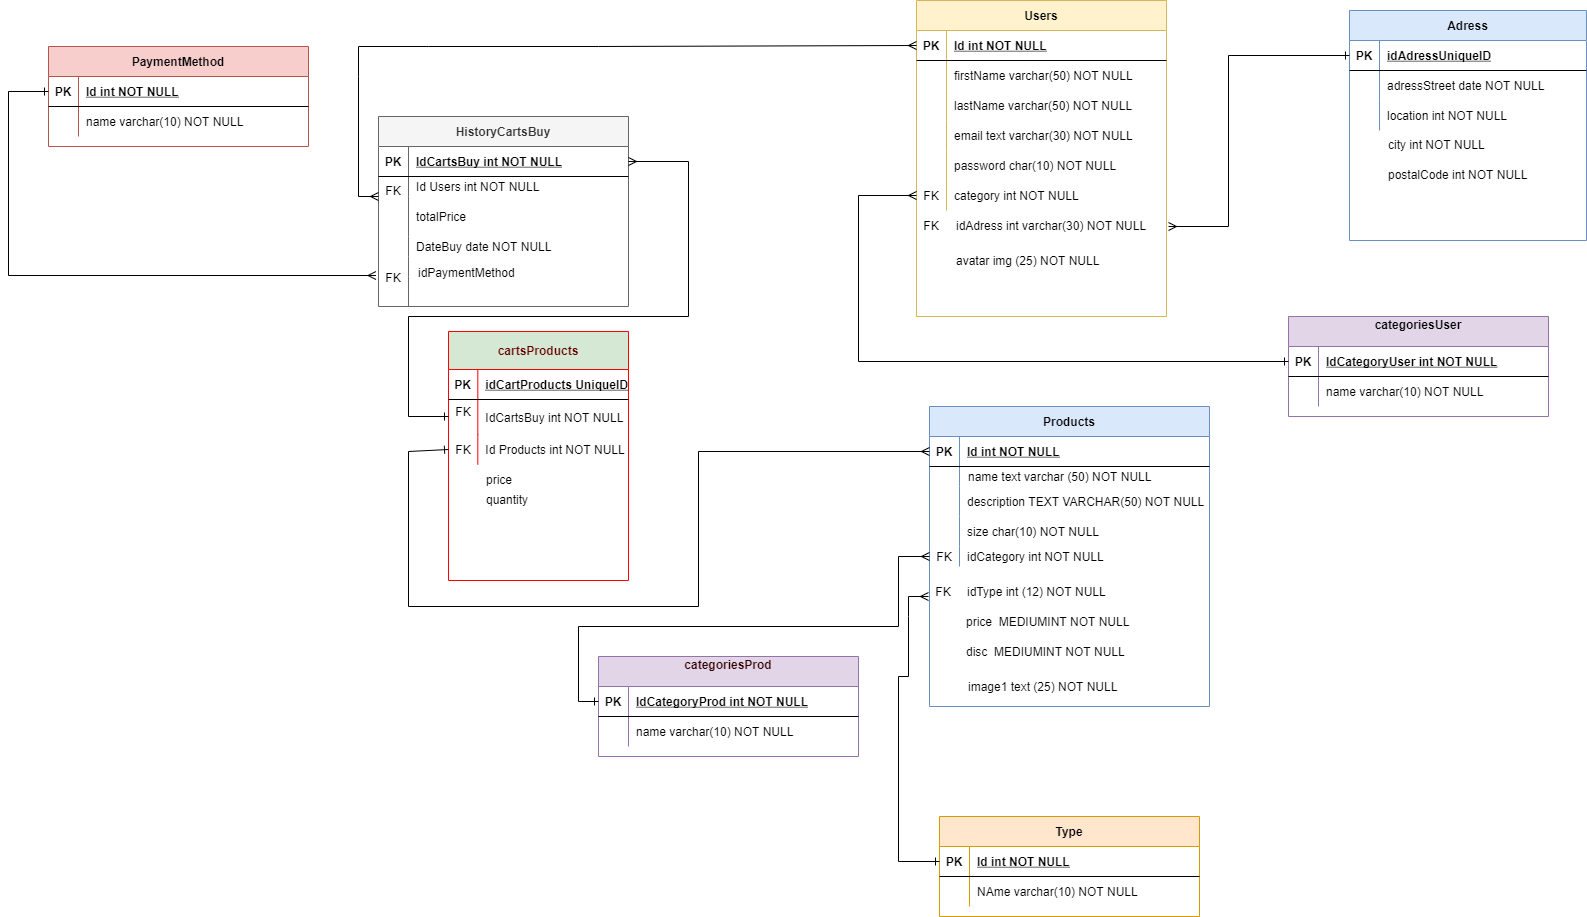 PaymentMethod
PK Id int NOT NULL
name varchar(10) NOT NULL
HistoryCartsBuy
PK IdCartsBuy int NOT NULL
FK Id Users int NOT NULL
totalPrice
DateBuy date NOT NULL
FK idPaymentMethod
cartsProducts
PK idCartProducts UniqueID
FK IdCartsBuy int NOT NULL
FK Id Products int NOT NULL
price
quantity
Users
PK Id int NOT NULL
firstName varchar(50) NOT NULL
lastName varchar(50) NOT NULL
email text varchar(30) NOT NULL
password char(10) NOT NULL
FK category int NOT NULL
FK idAdress int varchar(30) NOT NULL
avatar img (25) NOT NULL
Adress
PK idAdressUniqueID
adressStreet date NOT NULL
location int NOT NULL
city int NOT NULL
postalCode int NOT NULL
categoriesUser
PK IdCategoryUser int NOT NULL
name varchar(10) NOT NULL
Products
PK Id int NOT NULL
name text varchar (50) NOT NULL
description TEXT VARCHAR(50) NOT NULL
size char(10) NOT NULL
FK idCategory int NOT NULL
FK idType int (12) NOT NULL
price MEDIUMINT NOT NULL
disc MEDIUMINT NOT NULL
image1 text (25) NOT NULL
categoriesProd
PK IdCategoryProd int NOT NULL
name varchar(10) NOT NULL
Type
PK Id int NOT NULL
NAme varchar(10) NOT NULL